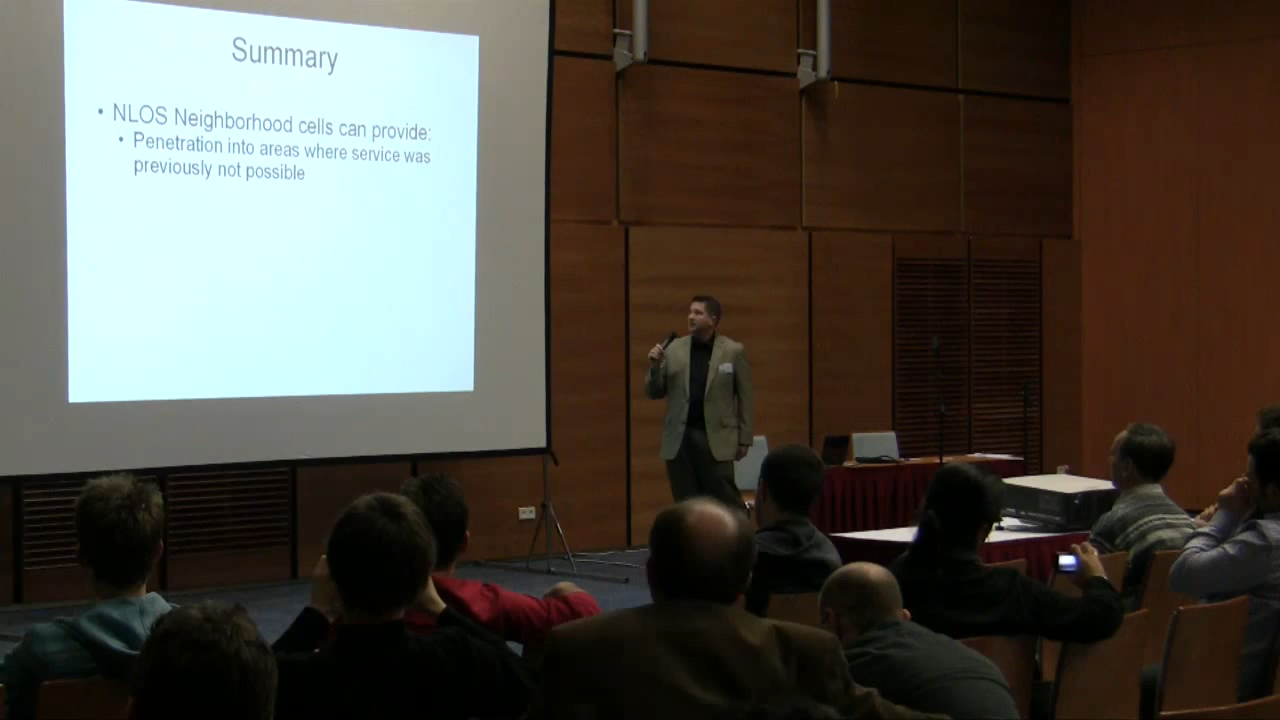 Summary
• NLOS Neighborhood cells can provide:
• Penetration into areas where service was
previously not possible